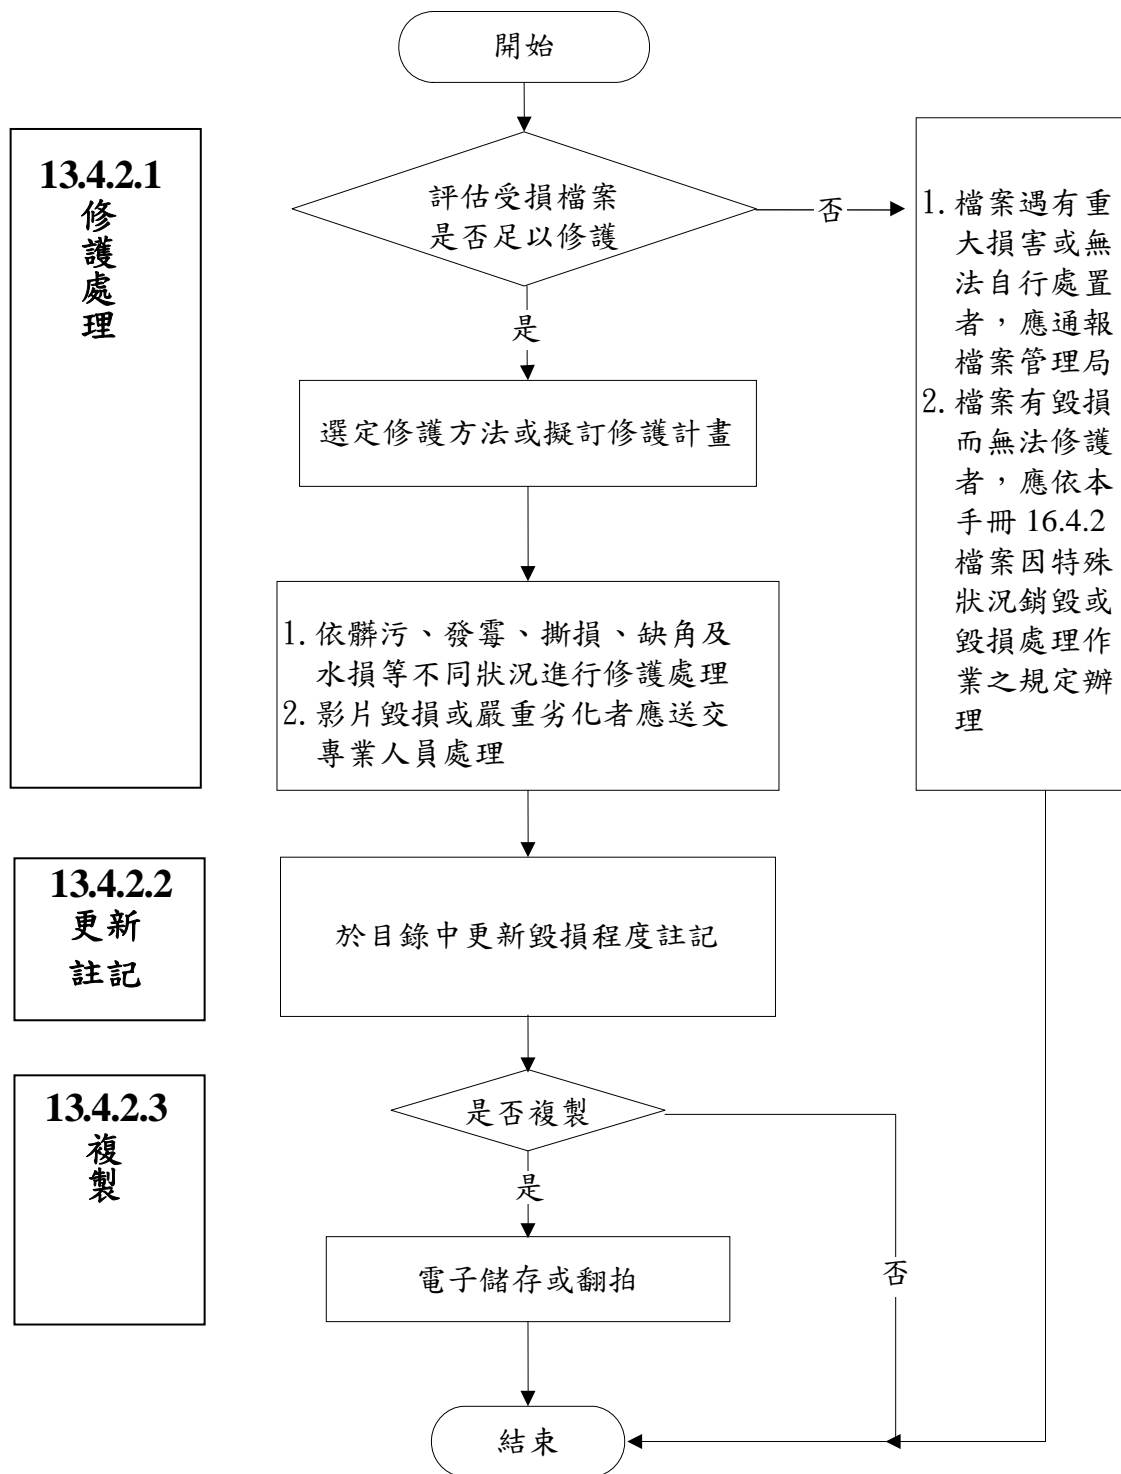 開始
13.4.2.1
修
護
處
理
評估受損檔案
是否足以修護
否
1. 檔案遇有重
大損害或無
法自行處置
者，應通報
檔案管理局
2. 檔案有毀損
而無法修護
者，應依本
手冊 16.4.2
檔案因特殊
狀況銷毀或
毀損處理作
業之規定辦
理
是
選定修護方法或擬訂修護計畫
1. 依髒污、發霉、撕損、缺角及
水損等不同狀況進行修護處理
2. 影片毀損或嚴重劣化者應送交
專業人員處理
13.4.2.2
更新
註記
於目錄中更新毀損程度註記
13.4.2.3
複
製
是否複製
是
否
電子儲存或翻拍
結束